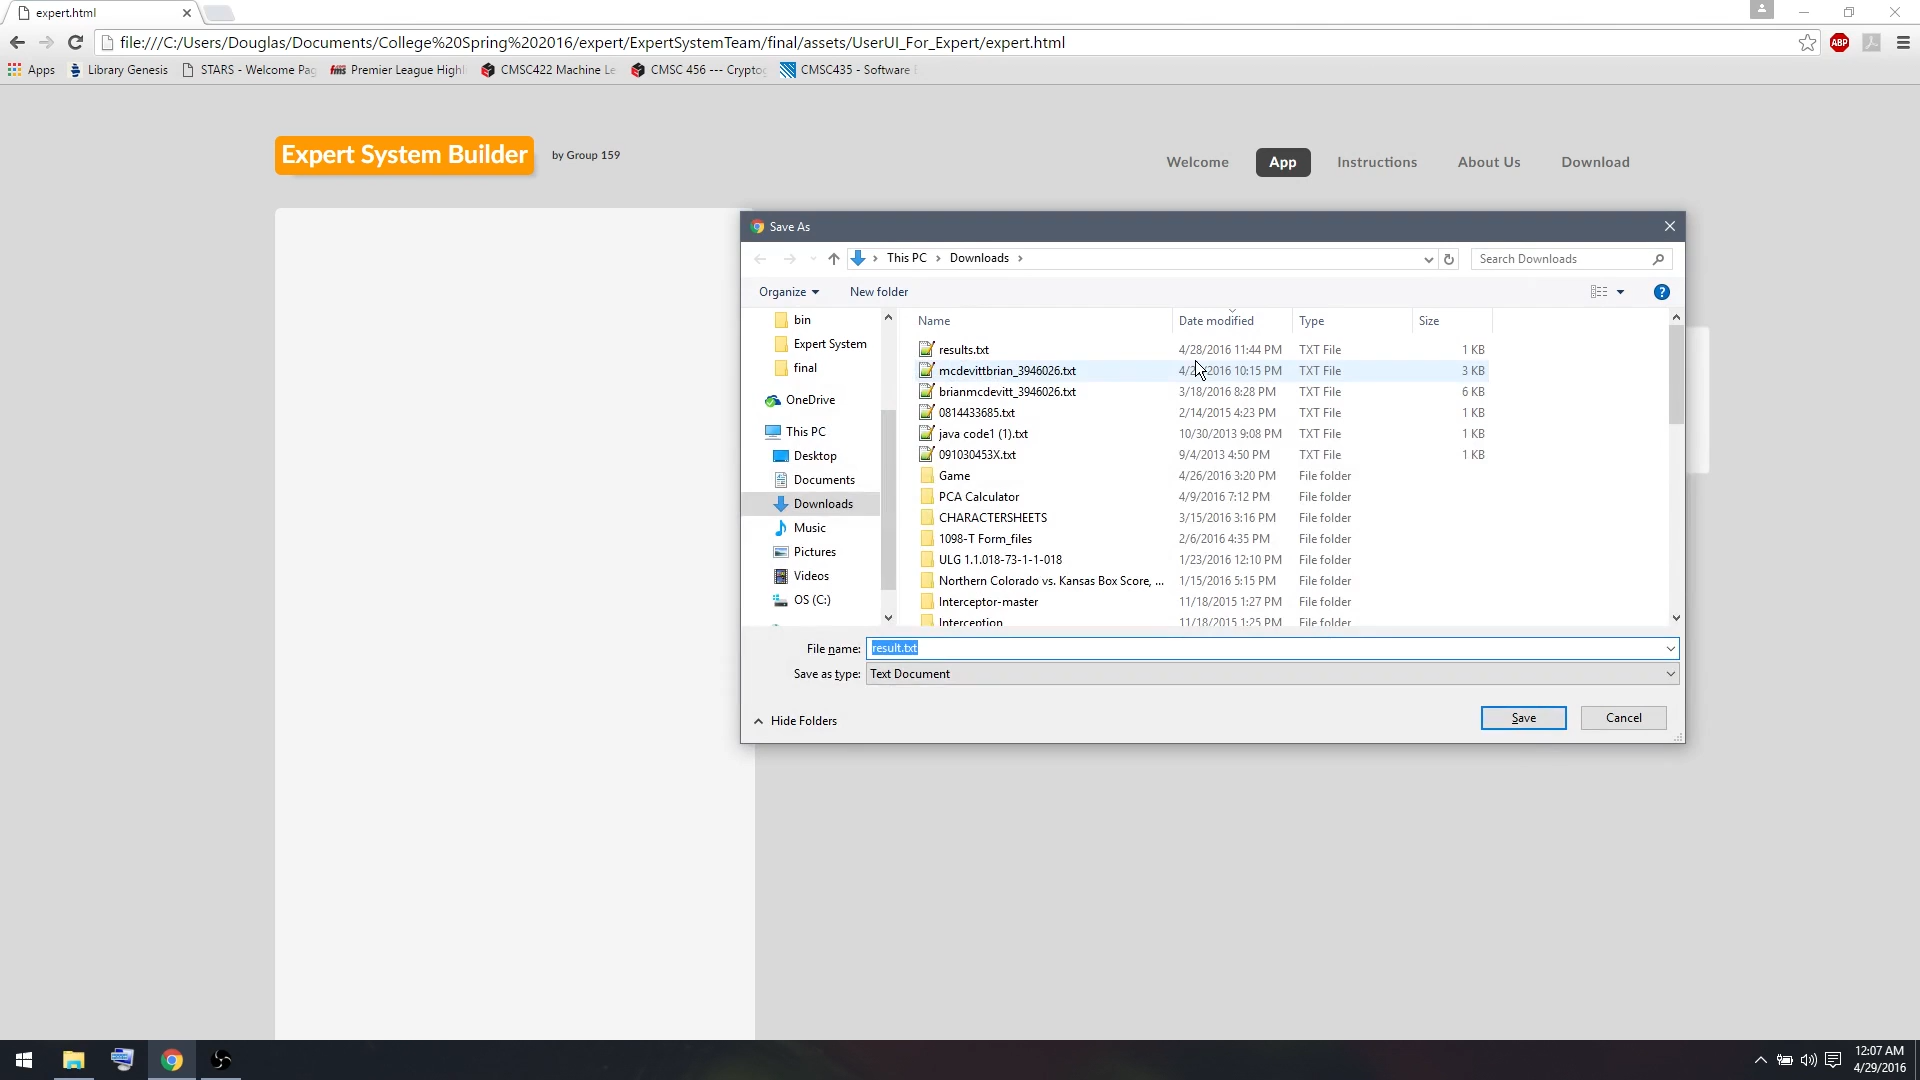 expert.html
file:///C:/Users/Douglas/Documents/College%20Spring%202016/expert/ExpertSystemTeam/final/assets/UserUI_For_Expert/expert.html
ABP
Apps Library Genesis STARS - Welcome Pag Premier League Highl CMSC422 Machine Le CMSC 456 --- Cryptog CMSC435 - Software
Expert System Builder by Group 159
Welcome App Instructions About Us Download
Save As
This PC Downloads Search Downloads
Organize New folder
Name Date modified Type Size
bin
Expert System
final
OneDrive
This PC
Desktop
Documents
Downloads
Music
Pictures
Videos
OS (C:)
results.txt 4/28/2016 11:44 PM TXT File 1 KB
mcdevittbrian_3946026.txt 2016 10:15 PM TXT File 3 KB
brianmcdevitt_3946026.txt 3/18/2016 8:28 PM TXT File 6 KB
0814433685.txt 2/14/2015 4:23 PM TXT File 1 KB
java code1 (1).txt 10/30/2013 9:08 PM TXT File 1 KB
091030453X.txt 9/4/2013 4:50 PM TXT File 1 KB
Game 4/26/2016 3:20 PM File folder
PCA Calculator 4/9/2016 7:12 PM File folder
CHARACTERSHEETS 3/15/2016 3:16 PM File folder
1098-T Form_files 2/6/2016 4:35 PM File folder
ULG 1.1.018-73-1-1-018 1/23/2016 12:10 PM File folder
Northern Colorado vs. Kansas Box Score, ... 1/15/2016 5:15 PM File folder
Interceptor-master 11/18/2015 1:27 PM File folder
Interception 11/18/2015 1:25 PM File folder
File name: result.txt
Save as type: Text Document
Hide Folders Save Cancel
12:07 AM
4/29/2016